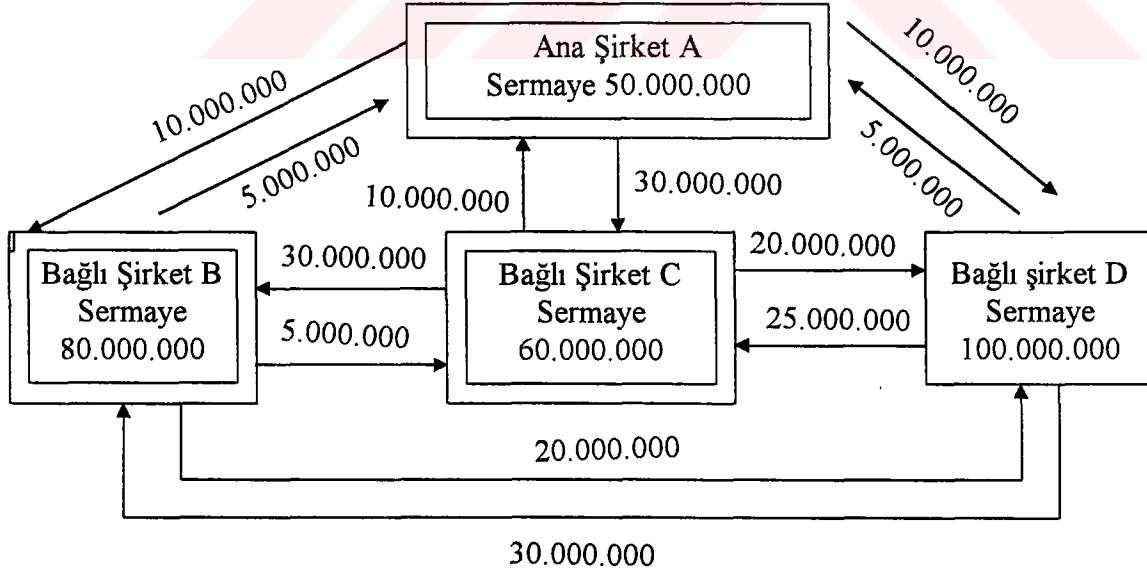 Ana Şirket A
Sermaye 50.000.000
10.000.000
5.000.000
10.000.000
5.000.000
10.000.000
30.000.000
Bağlı Şirket B
Sermaye
80.000.000
30.000.000
5.000.000
Bağlı Şirket C
Sermaye
60.000.000
20.000.000
25.000.000
Bağlı şirket D
Sermaye
100.000.000
20.000.000
30.000.000